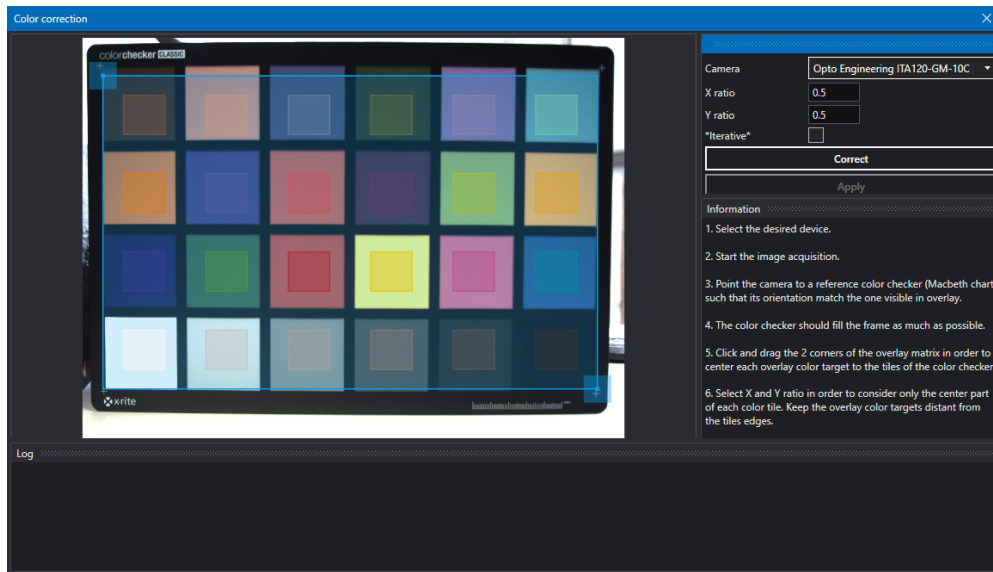 Color correction
colorchecker CLASSIC
x-rite
Camera
Opto Engineering ITA120-GM-10C
X ratio
0.5
Y ratio
0.5
*Iterative*
Correct
Apply
Information
1. Select the desired device.
2. Start the image acquisition.
3. Point the camera to a reference color checker (Macbeth chart
such that its orientation match the one visible in overlay.
4. The color checker should fill the frame as much as possible.
5. Click and drag the 2 corners of the overlay matrix in order to
center each overlay color target to the tiles of the color checker
6. Select X and Y ratio in order to consider only the center part
of each color tile. Keep the overlay color targets distant from
the tiles edges.
Log